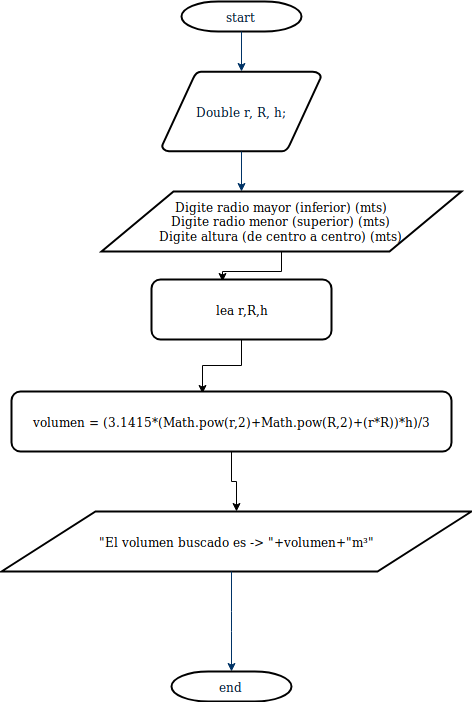 start
Double r, R, h;
Digite radio mayor (inferior) (mts)
Digite radio menor (superior) (mts)
Digite altura (de centro a centro) (mts)
lea r,R,h
volumen = (3.1415*(Math.pow(r,2)+Math.pow(R,2)+(r*R))*h)/3
"El volumen buscado es -> "+volumen+"m³"
end